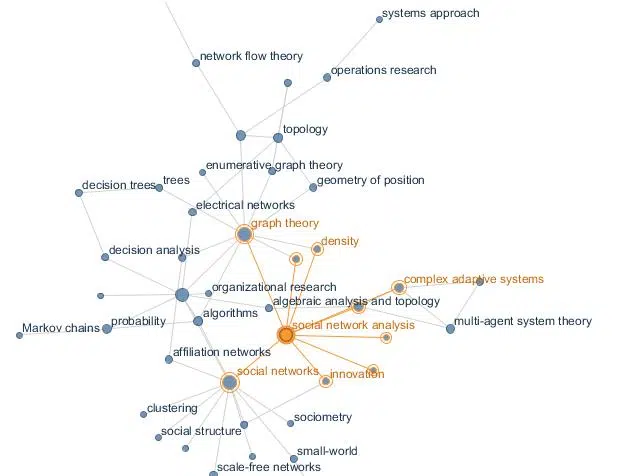 systems approach
network flow theory
operations research
topology
enumerative graph theory
decision trees
trees
geometry of position
electrical networks
graph theory
density
decision analysis
complex adaptive systems
organizational research
algebraic analysis and topology
Markov chains
probability
algorithms
social network analysis
multi-agent system theory
affiliation networks
social networks
innovation
clustering
sociometry
social structure
small-world
scale-free networks